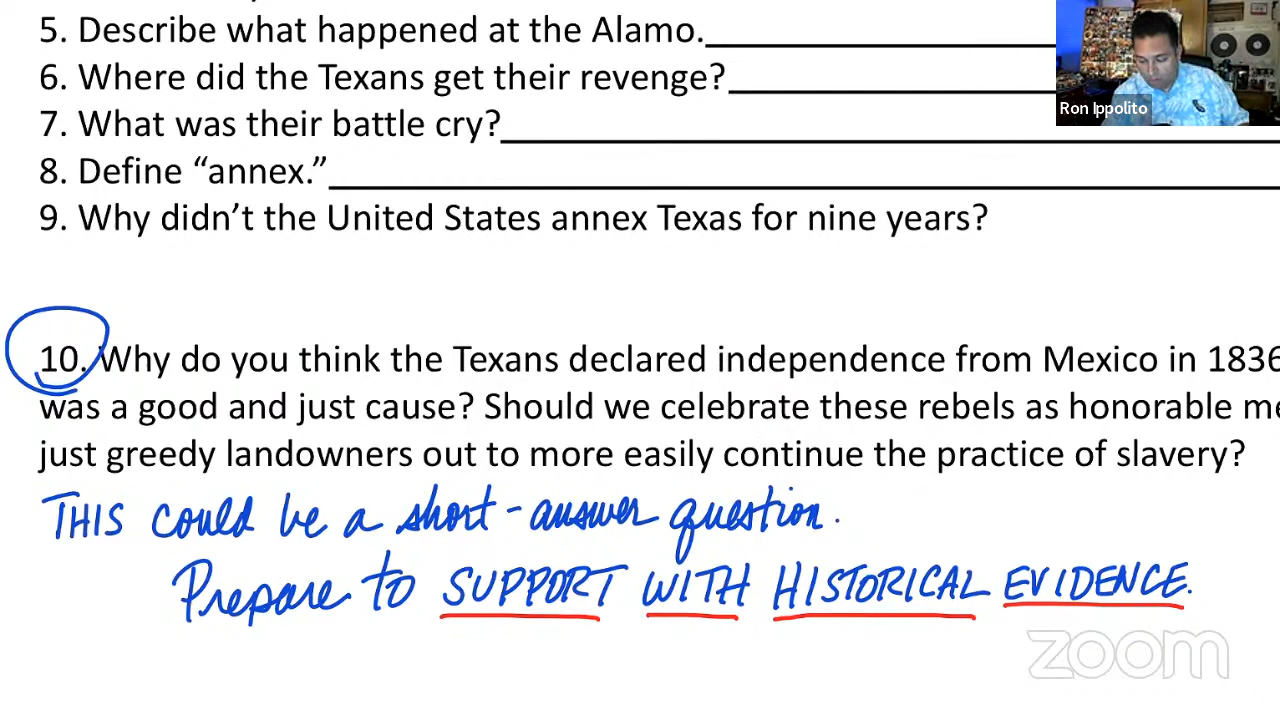 5. Describe what happened at the Alamo.
6. Where did the Texans get their revenge?
7. What was their battle cry?
8. Define “annex.”
9. Why didn’t the United States annex Texas for nine years?
10. Why do you think the Texans declared independence from Mexico in 1836
was a good and just cause? Should we celebrate these rebels as honorable me
just greedy landowners out to more easily continue the practice of slavery?
THIS could be a short-answer question.
Prepare to SUPPORT WITH HISTORICAL EVIDENCE.
Ron Ippolito
zoom